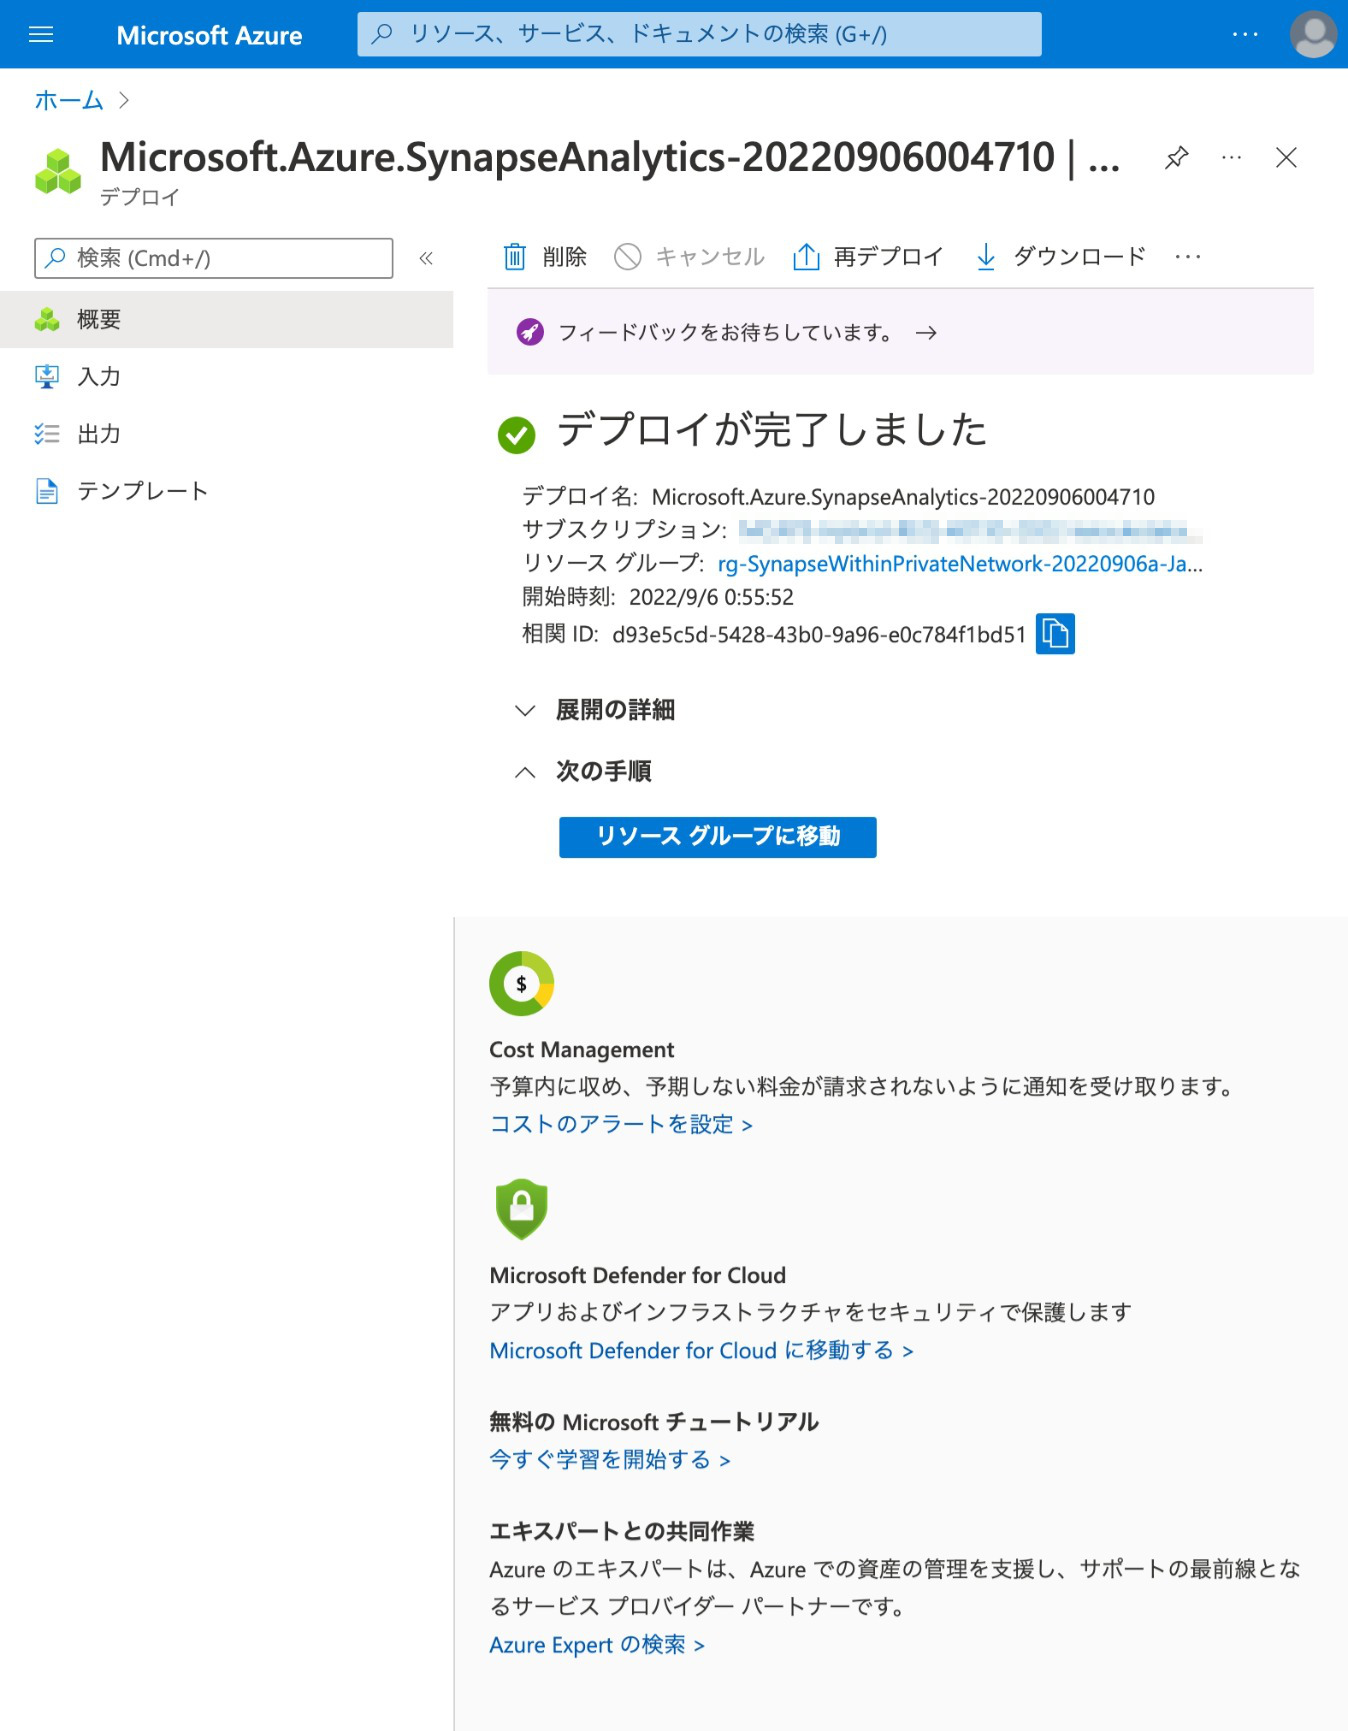 Microsoft Azure
リソース、サービス、ドキュメントの検索 (G+/)
ホーム
Microsoft.Azure.SynapseAnalytics-20220906004710 | ...
デプロイ
検索 (Cmd+/)
概要
入力
出力
テンプレート
削除 キャンセル 再デプロイ ダウンロード
フィードバックをお待ちしています。 →
デプロイが完了しました
デプロイ名: Microsoft.Azure.SynapseAnalytics-20220906004710
サブスクリプション:
リソース グループ: rg-SynapseWithinPrivateNetwork-20220906a-Ja...
開始時刻: 2022/9/6 0:55:52
相関 ID: d93e5c5d-5428-43b0-9a96-e0c784f1bd51
展開の詳細
次の手順
リソース グループに移動
$
Cost Management
予算内に収め、予期しない料金が請求されないように通知を受け取ります。
コストのアラートを設定 >
Microsoft Defender for Cloud
アプリおよびインフラストラクチャをセキュリティで保護します
Microsoft Defender for Cloud に移動する >
無料の Microsoft チュートリアル
今すぐ学習を開始する >
エキスパートとの共同作業
Azure のエキスパートは、Azure での資産の管理を支援し、サポートの最前線とな
るサービス プロバイダー パートナーです。
Azure Expert の検索 >